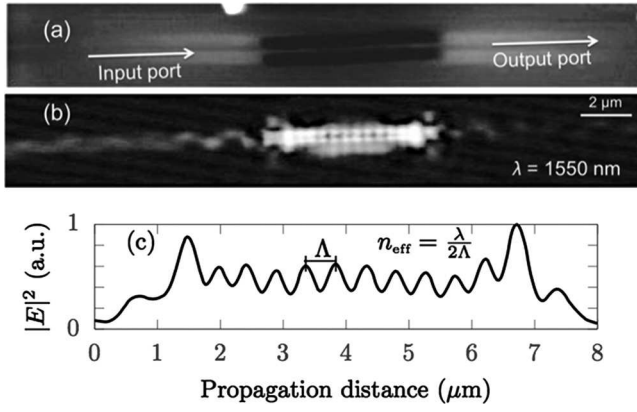 (a)
Input port
Output port
(b)
2 μm
λ = 1550 nm
(c)
Λ
n_eff = λ/2Λ
|E|² (a.u.)
1
0
0 1 2 3 4 5 6 7 8
Propagation distance (μm)